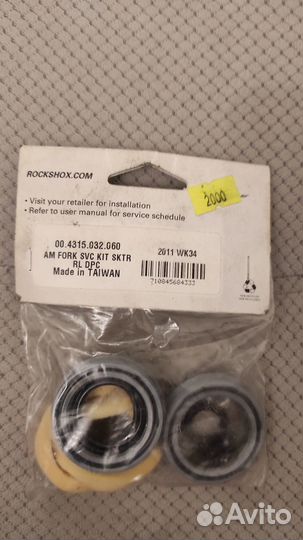 ROCKSHOX.COM
2000
• Visit your retailer for installation
• Refer to user manual for service schedule
00.4315.032.060
2011 WK34
AM FORK SVC KIT SKTR
RL DPC
Made in TAIWAN
710845684333
Avito